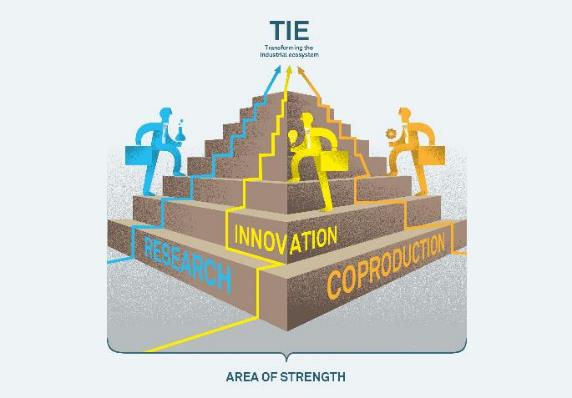 TIE
Transforming the
industrial ecosystem
INNOVATION
RESEARCH
COPRODUCTION
AREA OF STRENGTH